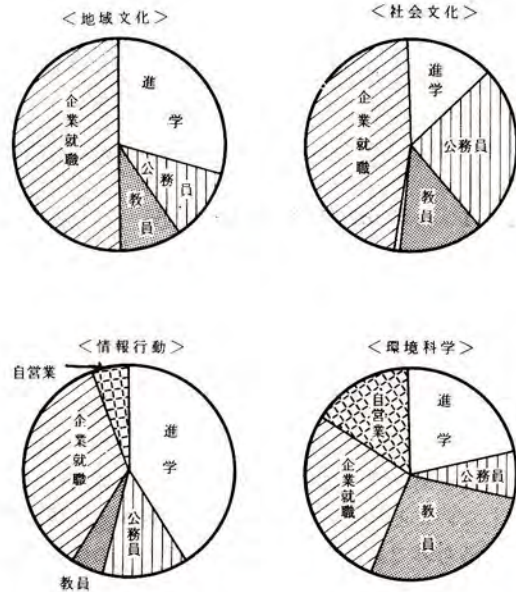 ＜地域文化＞
進学
公務員
教員
企業就職
＜社会文化＞
進学
公務員
教員
企業就職
＜情報行動＞
進学
公務員
教員
企業就職
自営業
＜環境科学＞
進学
公務員
教員
企業就職
自営業